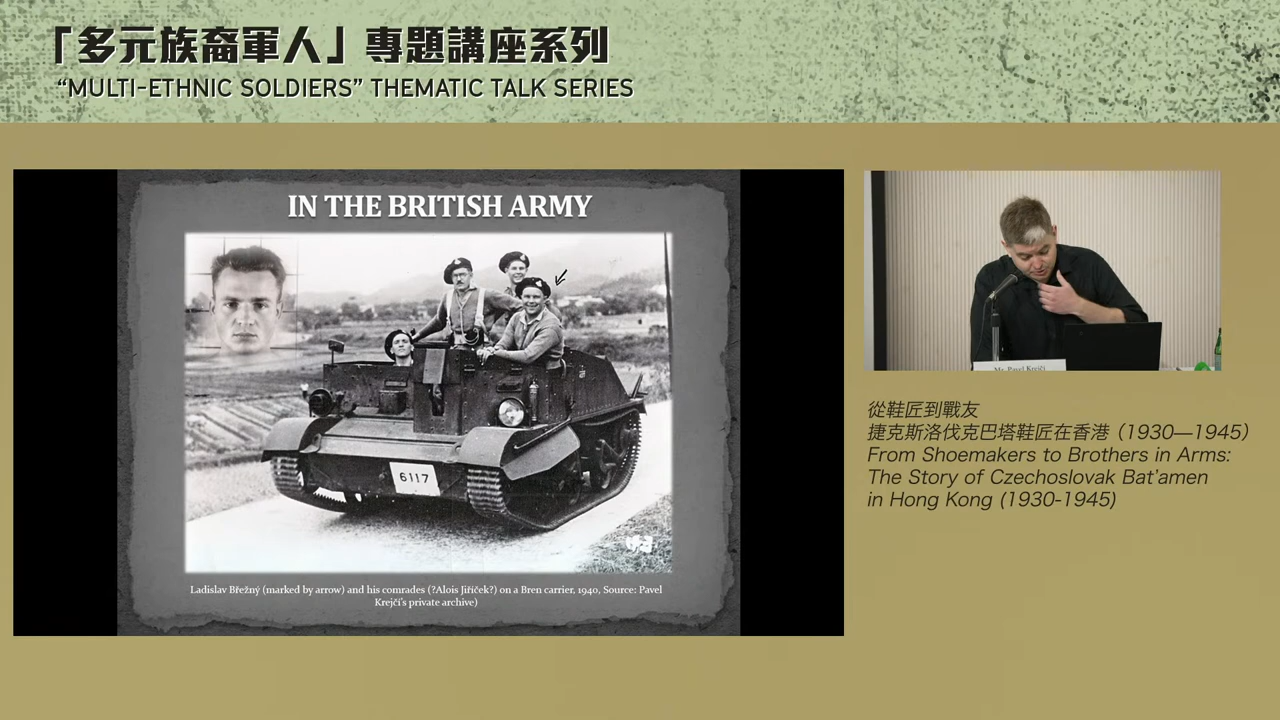 「多元族裔軍人」專題講座系列
“MULTI-ETHNIC SOLDIERS” THEMATIC TALK SERIES
IN THE BRITISH ARMY
6117
Ladislav Břežný (marked by arrow) and his comrades (?Alois Jiříček?) on a Bren carrier, 1940, Source: Pavel
Krejčí's private archive)
Mr. Pavel Krejčí
從鞋匠到戰友
捷克斯洛伐克巴塔鞋匠在香港（1930—1945）
From Shoemakers to Brothers in Arms:
The Story of Czechoslovak Bat'amen
in Hong Kong (1930-1945)